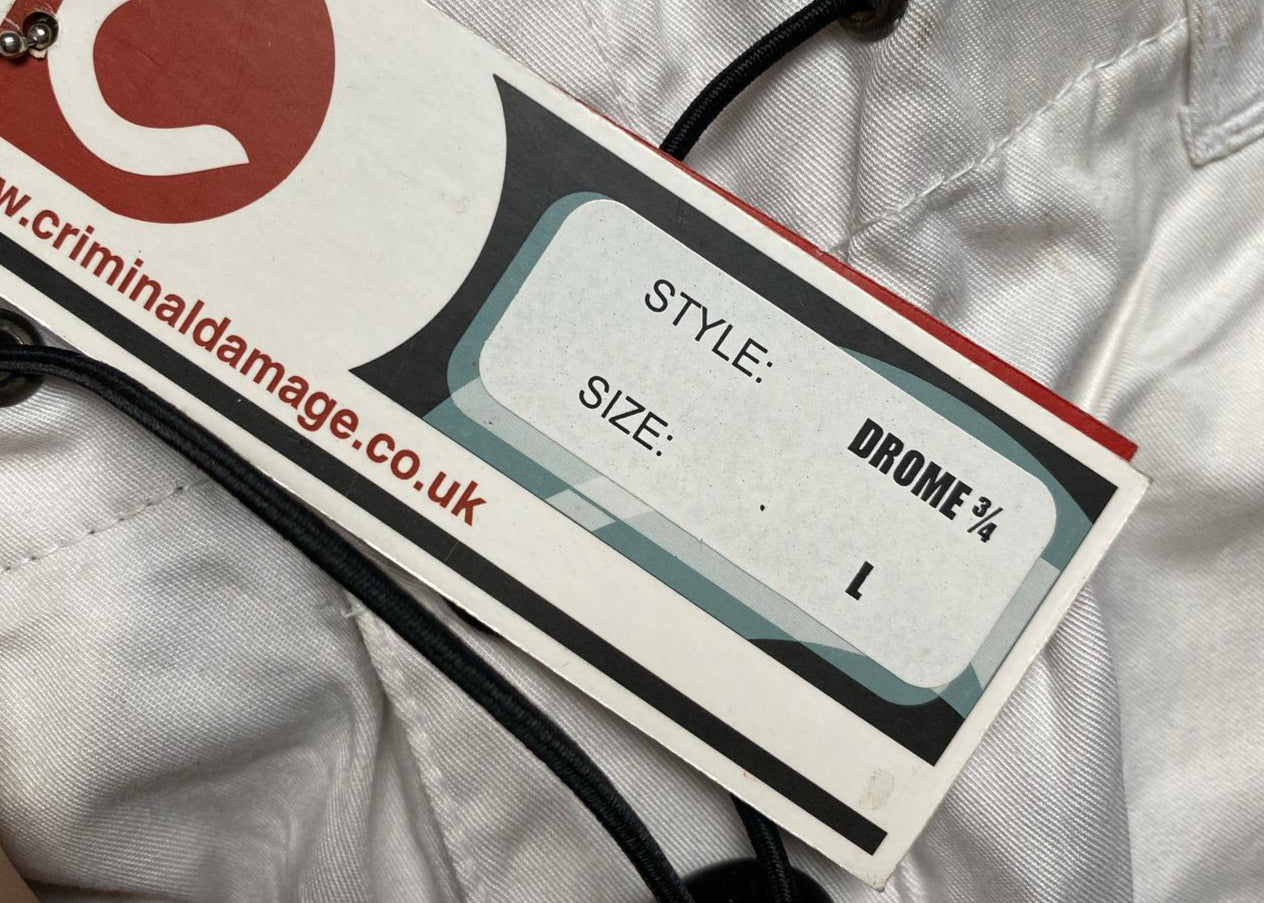 w.criminaldamage.co.uk
STYLE:
DROME ¾
SIZE:
L